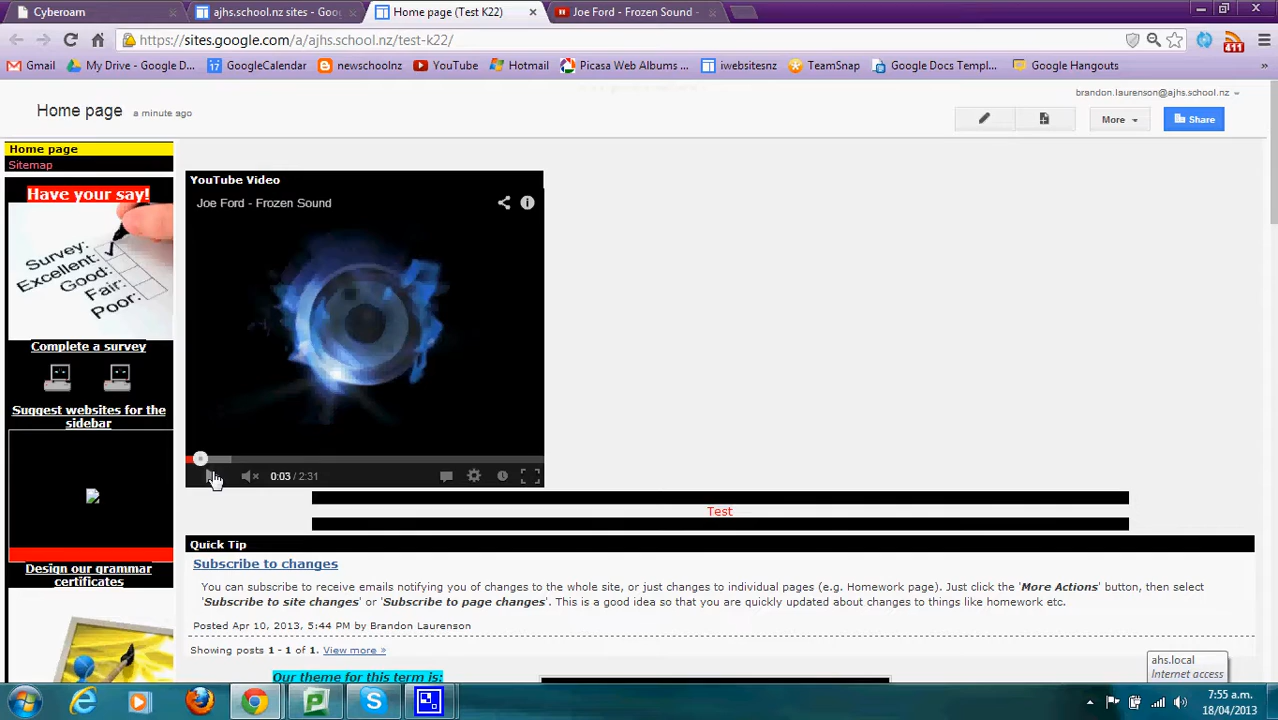 Cyberoam
ajhs.school.nz sites - Goo
Home page (Test K22)
Joe Ford - Frozen Sound -
https://sites.google.com/a/ajhs.school.nz/test-k22/
411
Gmail
My Drive - Google D...
17 GoogleCalendar
newschoolnz
YouTube
Hotmail
Picasa Web Albums ...
iwebsitesnz
TeamSnap
Google Docs Templ...
Google Hangouts
»
brandon.laurenson@ajhs.school.nz
Home page a minute ago
More
Share
Home page
Sitemap
Have your say!
Survey:
Excellent:
Good:
Fair:
Poor:
Complete a survey
Suggest websites for the
sidebar
Design our grammar
certificates
YouTube Video
Joe Ford - Frozen Sound
0:03 / 2:31
Test
Quick Tip
Subscribe to changes
You can subscribe to receive emails notifying you of changes to the whole site, or just changes to individual pages (e.g. Homework page). Just click the 'More Actions' button, then select
'Subscribe to site changes' or 'Subscribe to page changes'. This is a good idea so that you are quickly updated about changes to things like homework etc.
Posted Apr 10, 2013, 5:44 PM by Brandon Laurenson
Showing posts 1 - 1 of 1. View more »
Our theme for this term is:
ahs.local
Internet access
7:55 a.m.
18/04/2013